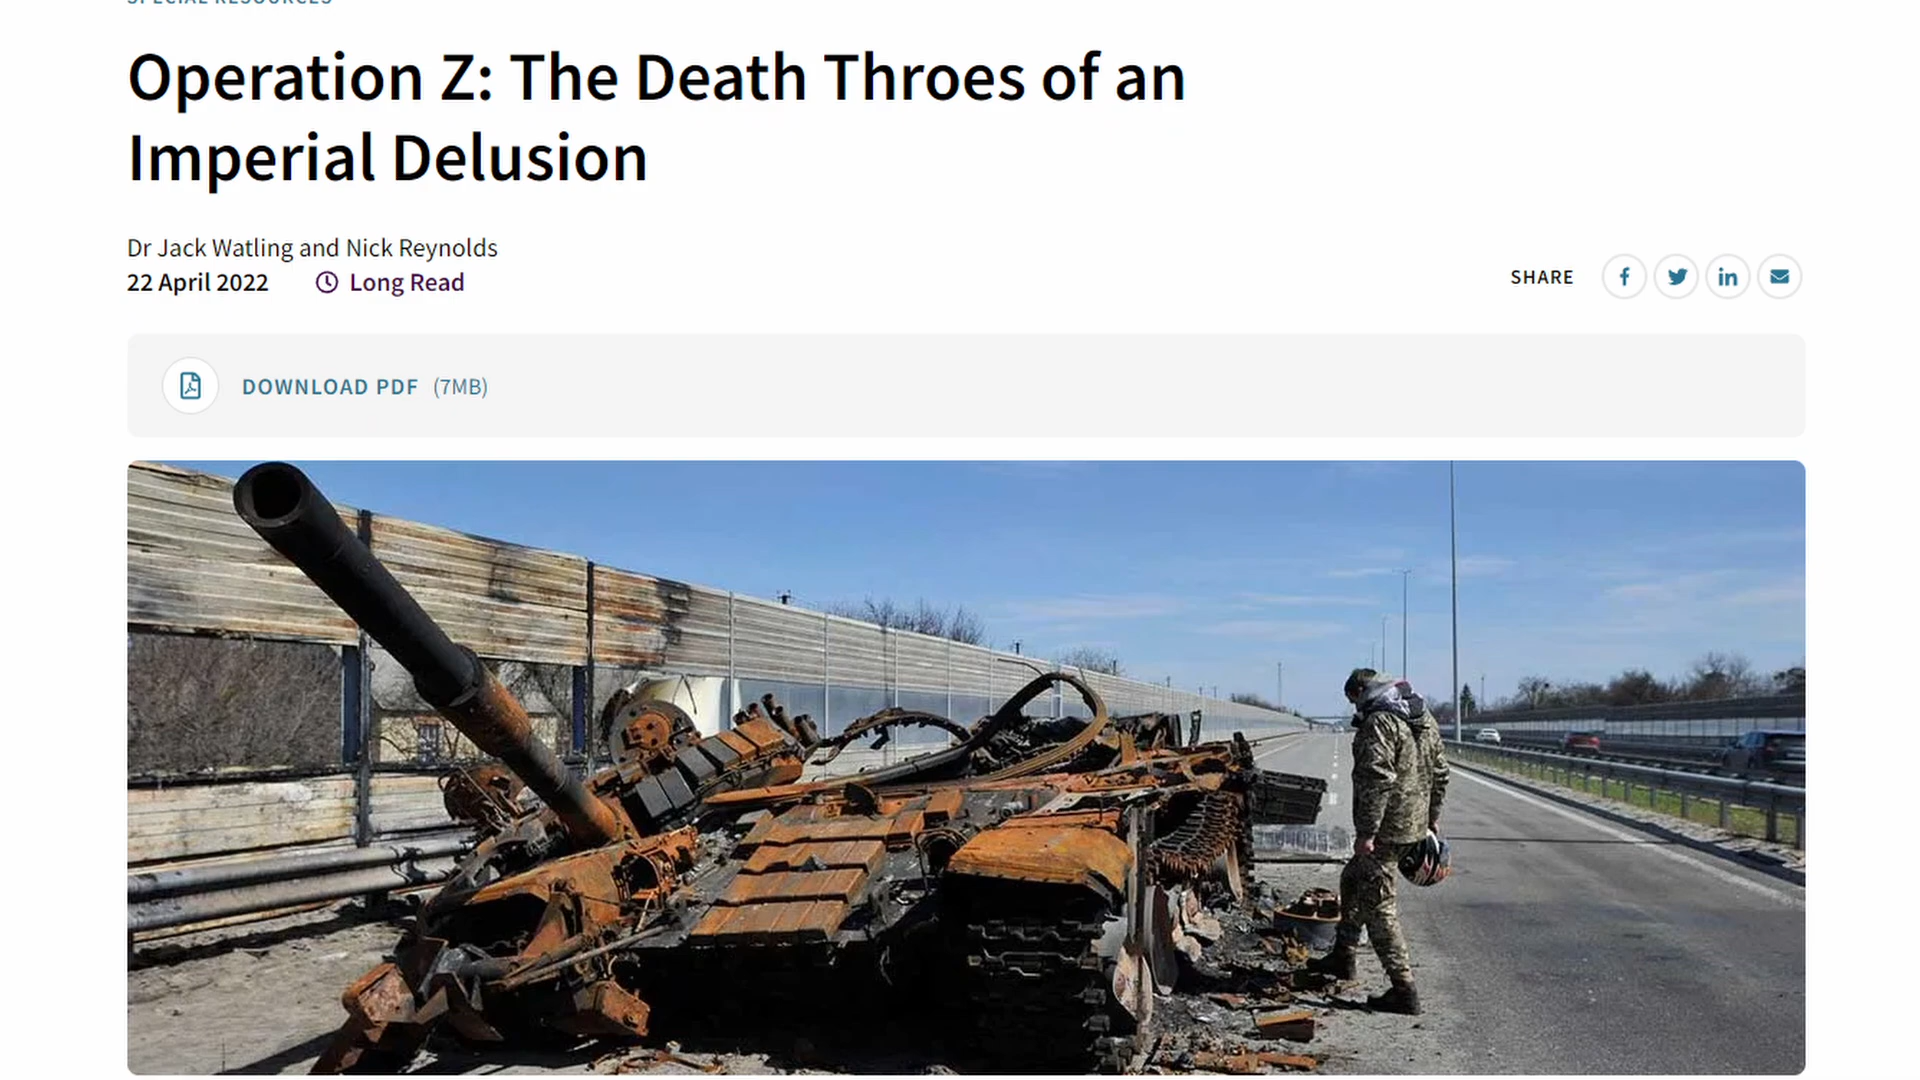 SPECIAL RESOURCES
Operation Z: The Death Throes of an
Imperial Delusion
Dr Jack Watling and Nick Reynolds
22 April 2022 Long Read
SHARE
DOWNLOAD PDF (7MB)